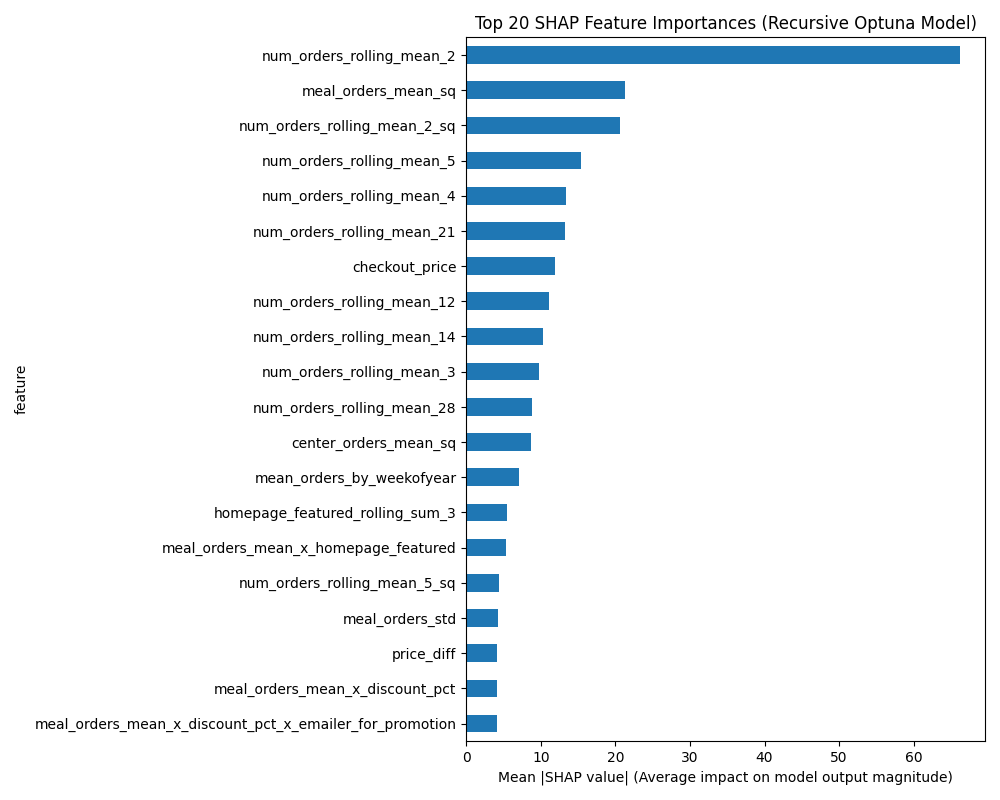 Top 20 SHAP Feature Importances (Recursive Optuna Model)
num_orders_rolling_mean_2
meal_orders_mean_sq
num_orders_rolling_mean_2_sq
num_orders_rolling_mean_5
num_orders_rolling_mean_4
num_orders_rolling_mean_21
checkout_price
num_orders_rolling_mean_12
num_orders_rolling_mean_14
num_orders_rolling_mean_3
num_orders_rolling_mean_28
center_orders_mean_sq
mean_orders_by_weekofyear
homepage_featured_rolling_sum_3
meal_orders_mean_x_homepage_featured
num_orders_rolling_mean_5_sq
meal_orders_std
price_diff
meal_orders_mean_x_discount_pct
meal_orders_mean_x_discount_pct_x_emailer_for_promotion
feature
0 10 20 30 40 50 60
Mean |SHAP value| (Average impact on model output magnitude)